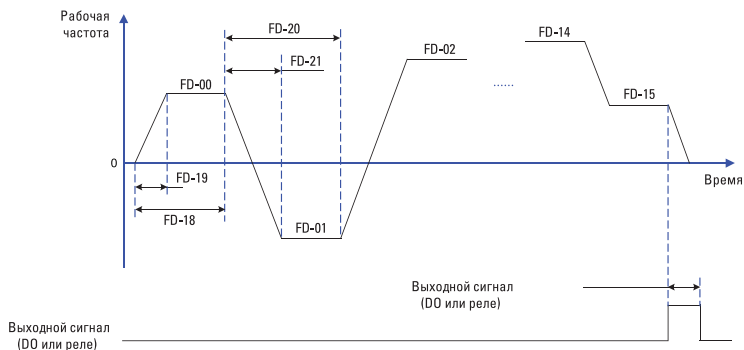 Рабочая
частота
FD-20
FD-21
FD-00
FD-02
FD-14
......
FD-15
0
Время
FD-19
FD-18
FD-01
Выходной сигнал
(DO или реле)
Выходной сигнал
(DO или реле)